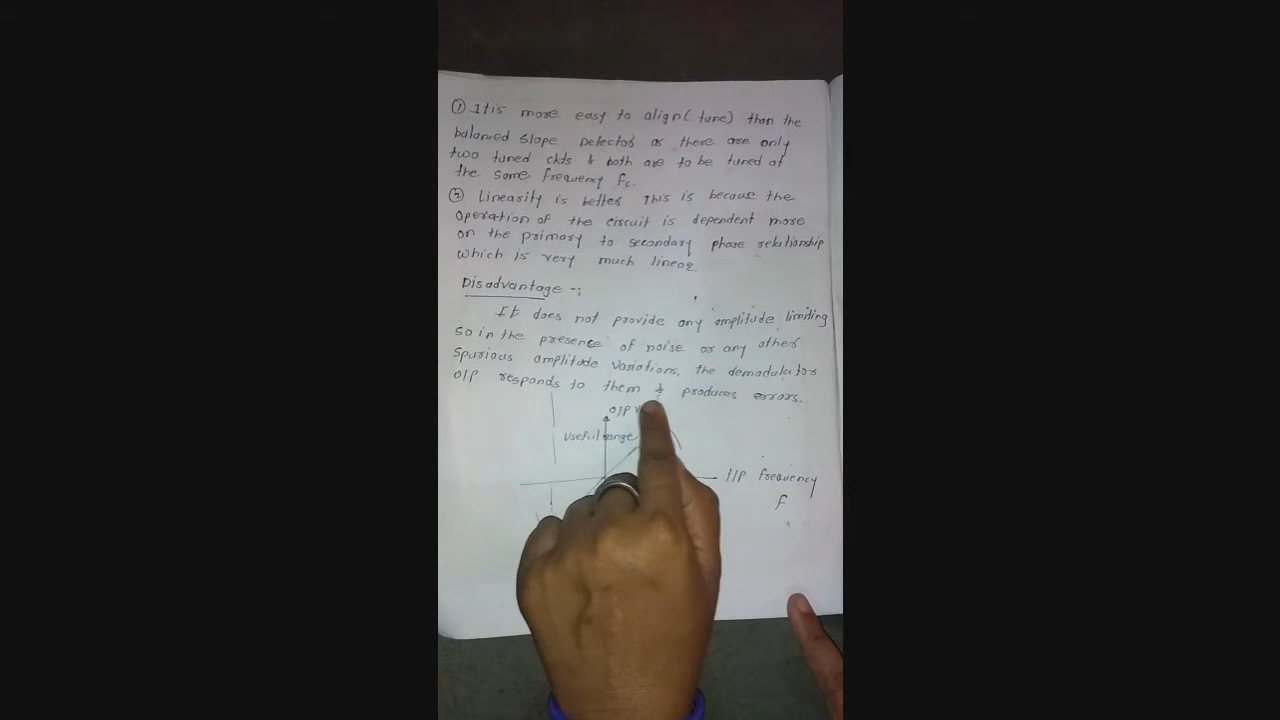 ① It is more easy to align (tune) than the
balanced slope Detector as there are only
two tuned ckts & both are to be tuned at
the same frequency fc.
② Linearity is better This is because the
operation of the circuit is dependent more
on the primary to secondary phase relationship
which is very much linear.
Disadvantage -:
It does not provide any amplitude limiting
so in the presence of noise or any other
spurious amplitude variations, the demodulator
O/P responds to them & produces errors.
O/P V
Useful range
I/P frequency
f